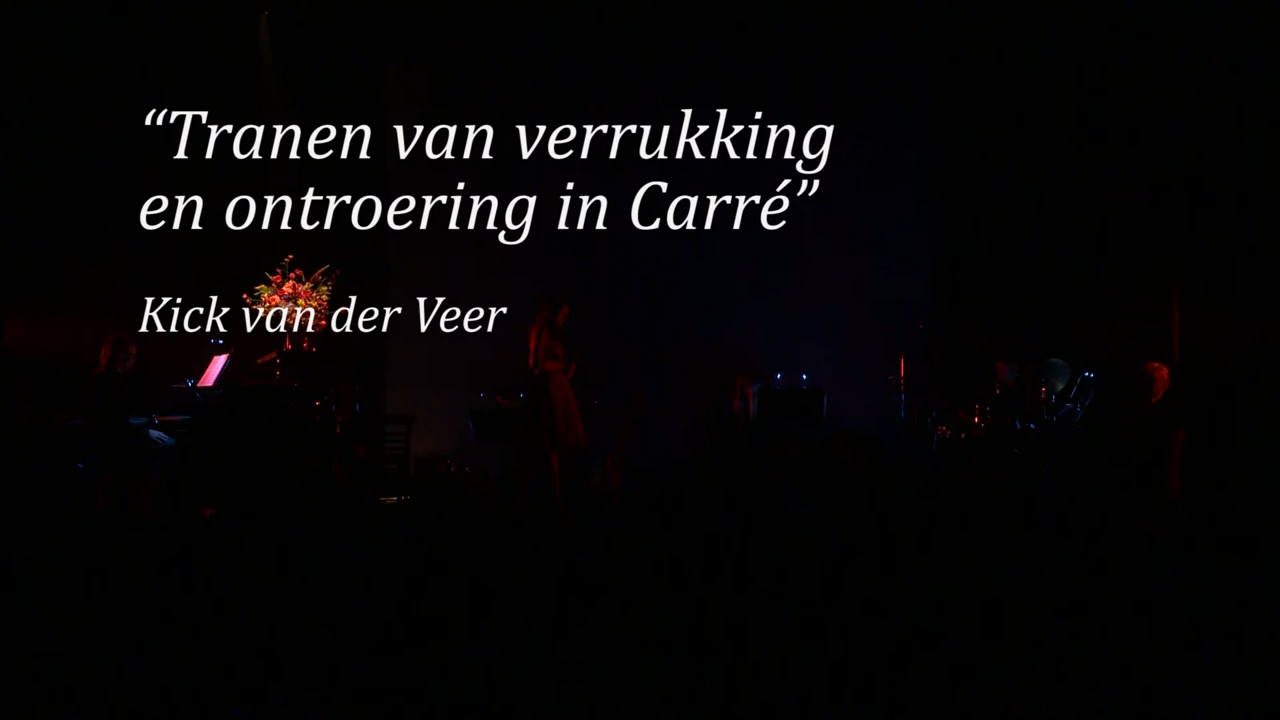 “Tranen van verrukking
en ontroering in Carré”
Kick van der Veer